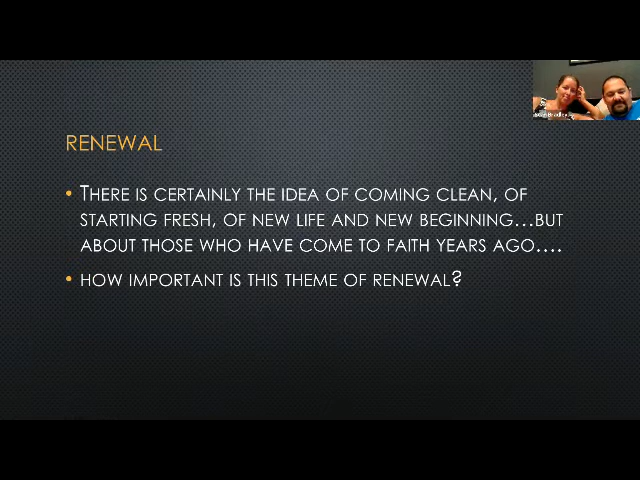 RENEWAL
• THERE IS CERTAINLY THE IDEA OF COMING CLEAN, OF
STARTING FRESH, OF NEW LIFE AND NEW BEGINNING...BUT
ABOUT THOSE WHO HAVE COME TO FAITH YEARS AGO....
• HOW IMPORTANT IS THIS THEME OF RENEWAL?